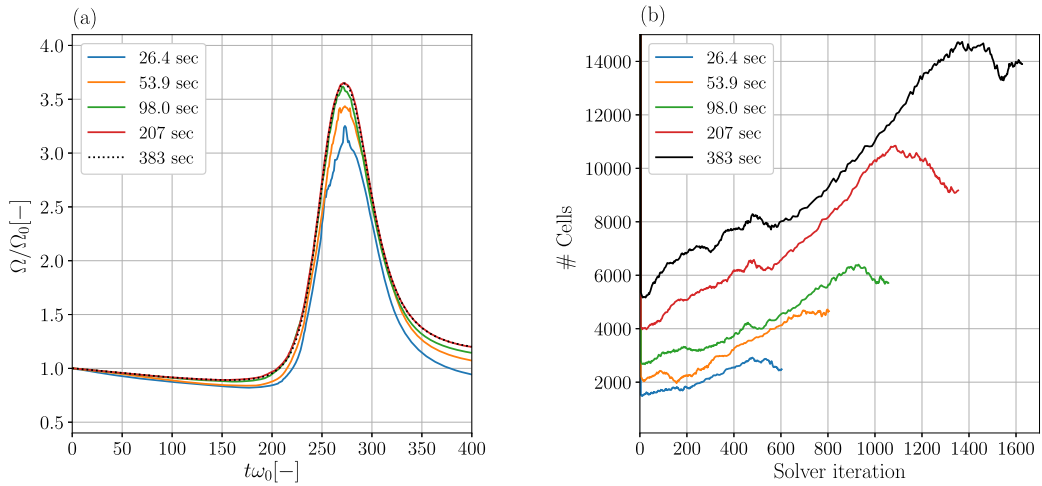 (a)
4.0
3.5
3.0
2.5
2.0
1.5
1.0
0.5
Ω/Ω₀[−]
26.4 sec
53.9 sec
98.0 sec
207 sec
383 sec
0 50 100 150 200 250 300 350 400
tω₀[−]
(b)
14000
12000
10000
8000
6000
4000
2000
# Cells
26.4 sec
53.9 sec
98.0 sec
207 sec
383 sec
0 200 400 600 800 1000 1200 1400 1600
Solver iteration